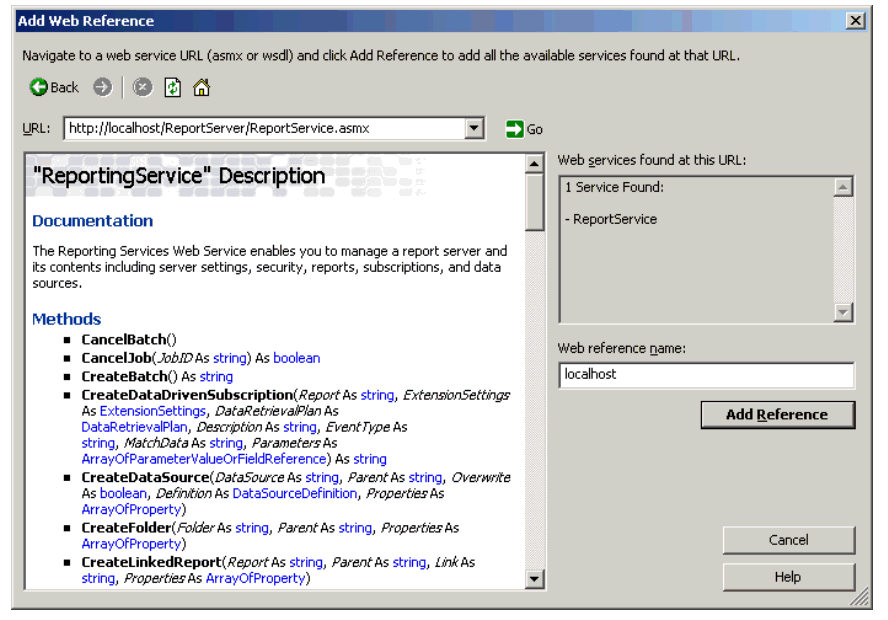 Add Web Reference
Navigate to a web service URL (asmx or wsdl) and click Add Reference to add all the available services found at that URL.
Back
URL: http://localhost/ReportServer/ReportService.asmx Go
"ReportingService" Description
Documentation
The Reporting Services Web Service enables you to manage a report server and
its contents including server settings, security, reports, subscriptions, and data
sources.
Methods
CancelBatch()
CancelJob(JobID As string) As boolean
CreateBatch() As string
CreateDataDrivenSubscription(Report As string, ExtensionSettings
As ExtensionSettings, DataRetrievalPlan As
DataRetrievalPlan, Description As string, EventType As
string, MatchData As string, Parameters As
ArrayOfParameterValueOrFieldReference) As string
CreateDataSource(DataSource As string, Parent As string, Overwrite
As boolean, Definition As DataSourceDefinition, Properties As
ArrayOfProperty)
CreateFolder(Folder As string, Parent As string, Properties As
ArrayOfProperty)
CreateLinkedReport(Report As string, Parent As string, Link As
string, Properties As ArrayOfProperty)
Web services found at this URL:
1 Service Found:
- ReportService
Web reference name:
localhost
Add Reference
Cancel
Help